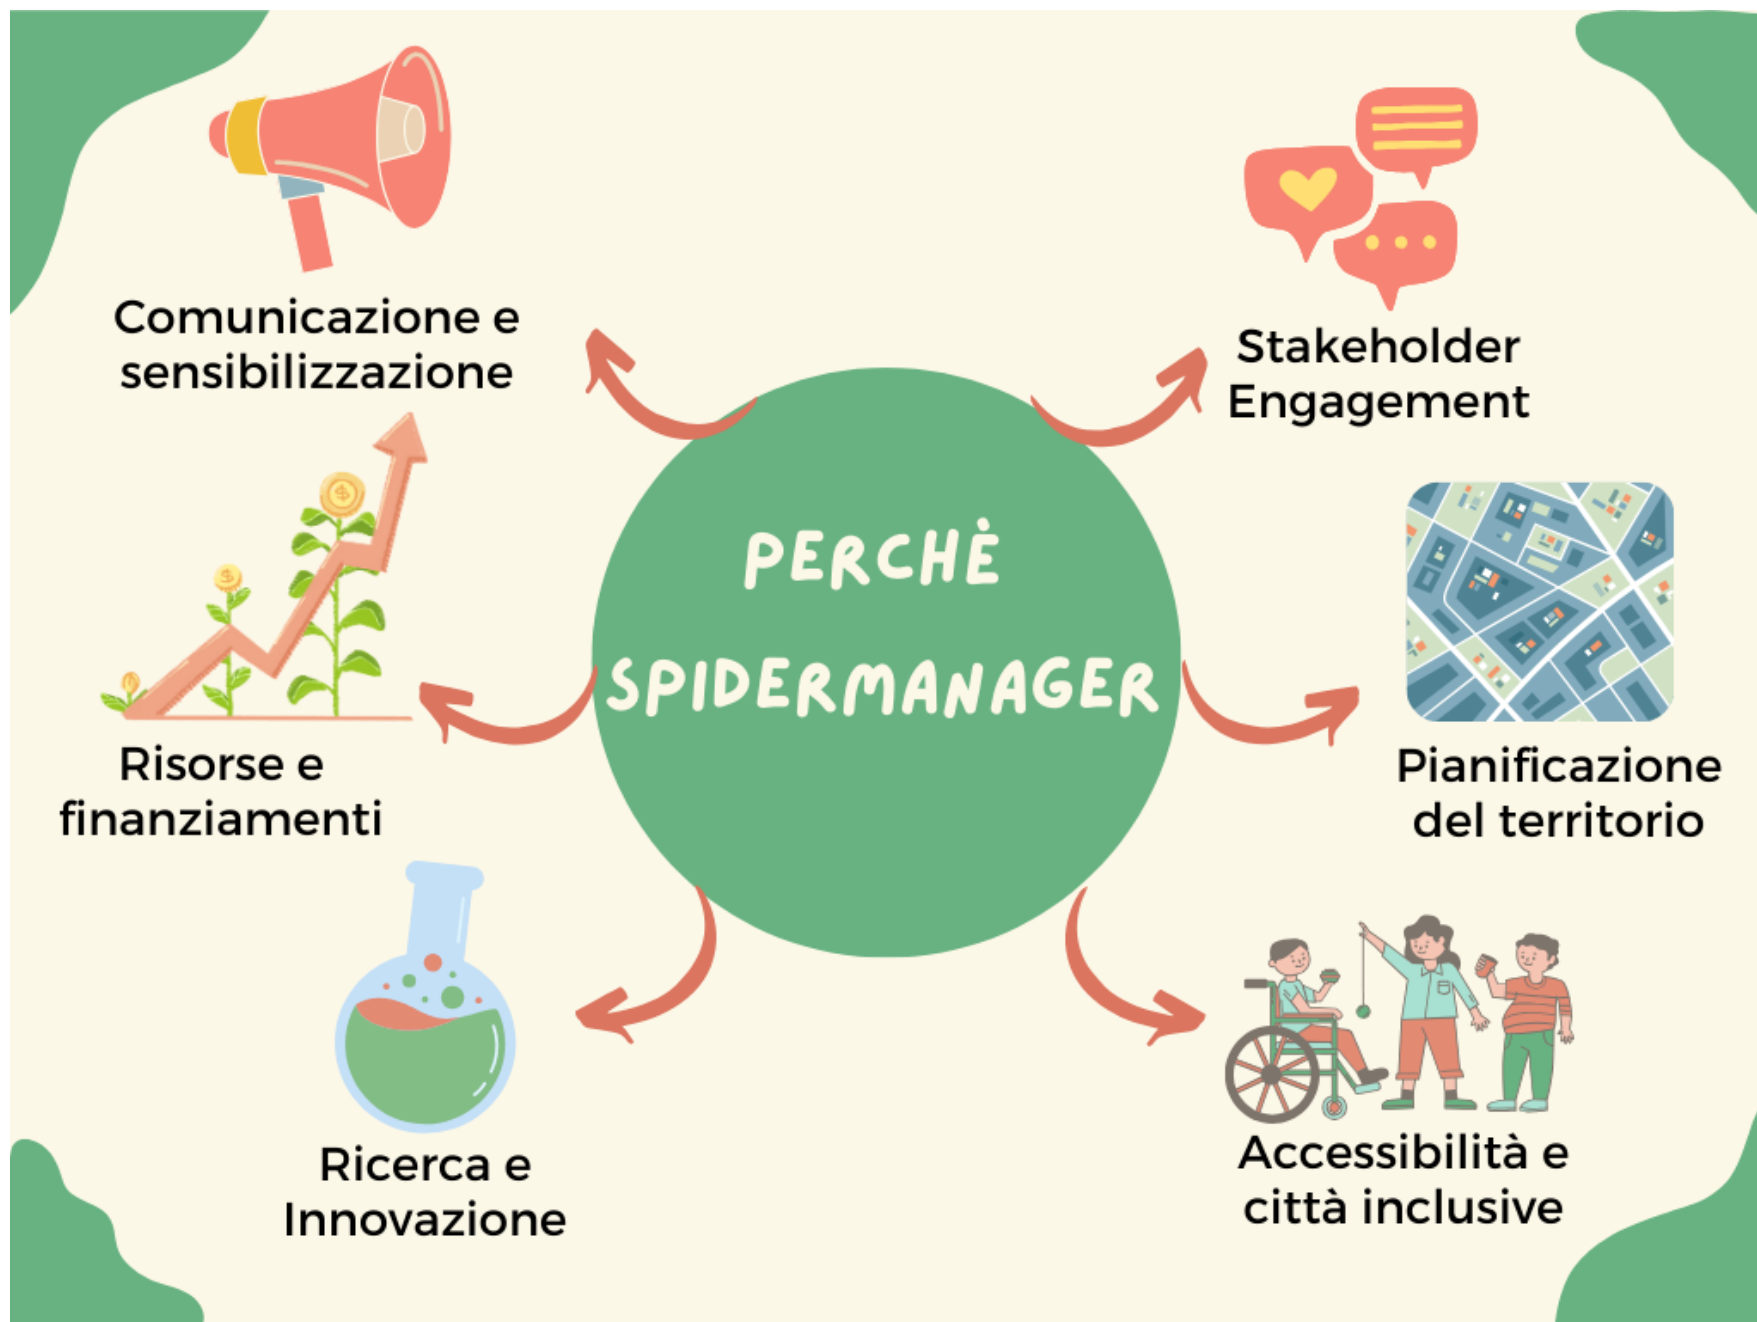 Comunicazione e
sensibilizzazione
Stakeholder
Engagement
PERCHÈ
SPIDERMANAGER
Risorse e
finanziamenti
Pianificazione
del territorio
Ricerca e
Innovazione
Accessibilità e
città inclusive